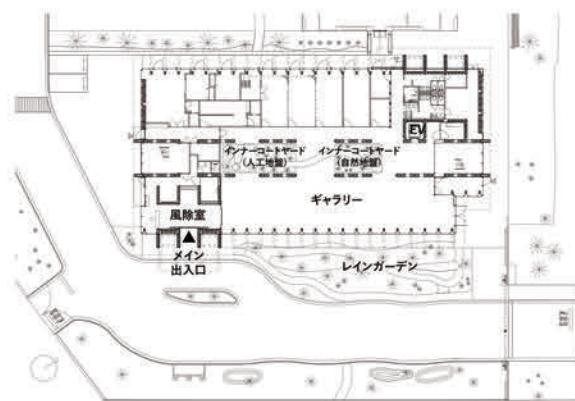 EV
インナーコートヤード
(人工地盤)
インナーコートヤード
(自然地盤)
ギャラリー
風除室
メイン
出入口
レインガーデン